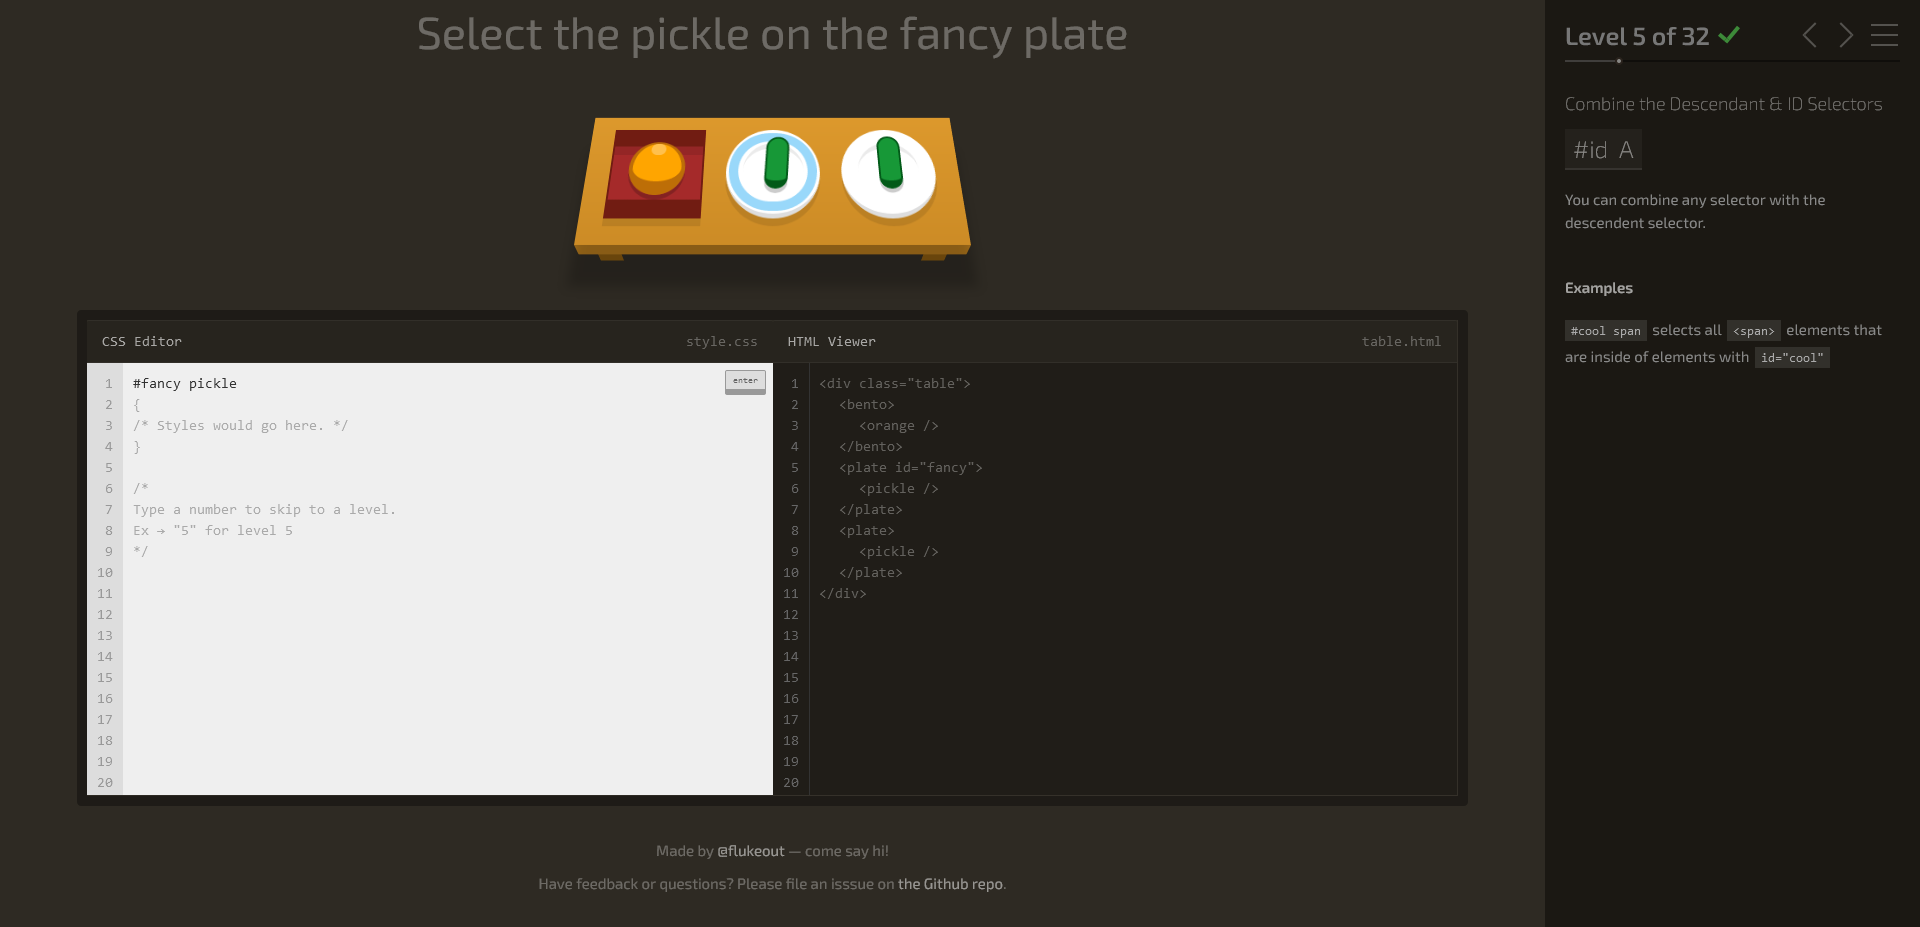 Select the pickle on the fancy plate
Level 5 of 32
Combine the Descendant & ID Selectors
#id A
You can combine any selector with the
descendent selector.
Examples
#cool span selects all <span> elements that
are inside of elements with id="cool"
CSS Editor style.css
1 #fancy pickle enter
2 {
3 /* Styles would go here. */
4 }
5
6 /*
7 Type a number to skip to a level.
8 Ex → "5" for level 5
9 */
10
11
12
13
14
15
16
17
18
19
20
HTML Viewer table.html
1 <div class="table">
2 <bento>
3 <orange />
4 </bento>
5 <plate id="fancy">
6 <pickle />
7 </plate>
8 <plate>
9 <pickle />
10 </plate>
11 </div>
12
13
14
15
16
17
18
19
20
Made by @flukeout — come say hi!
Have feedback or questions? Please file an isssue on the Github repo.